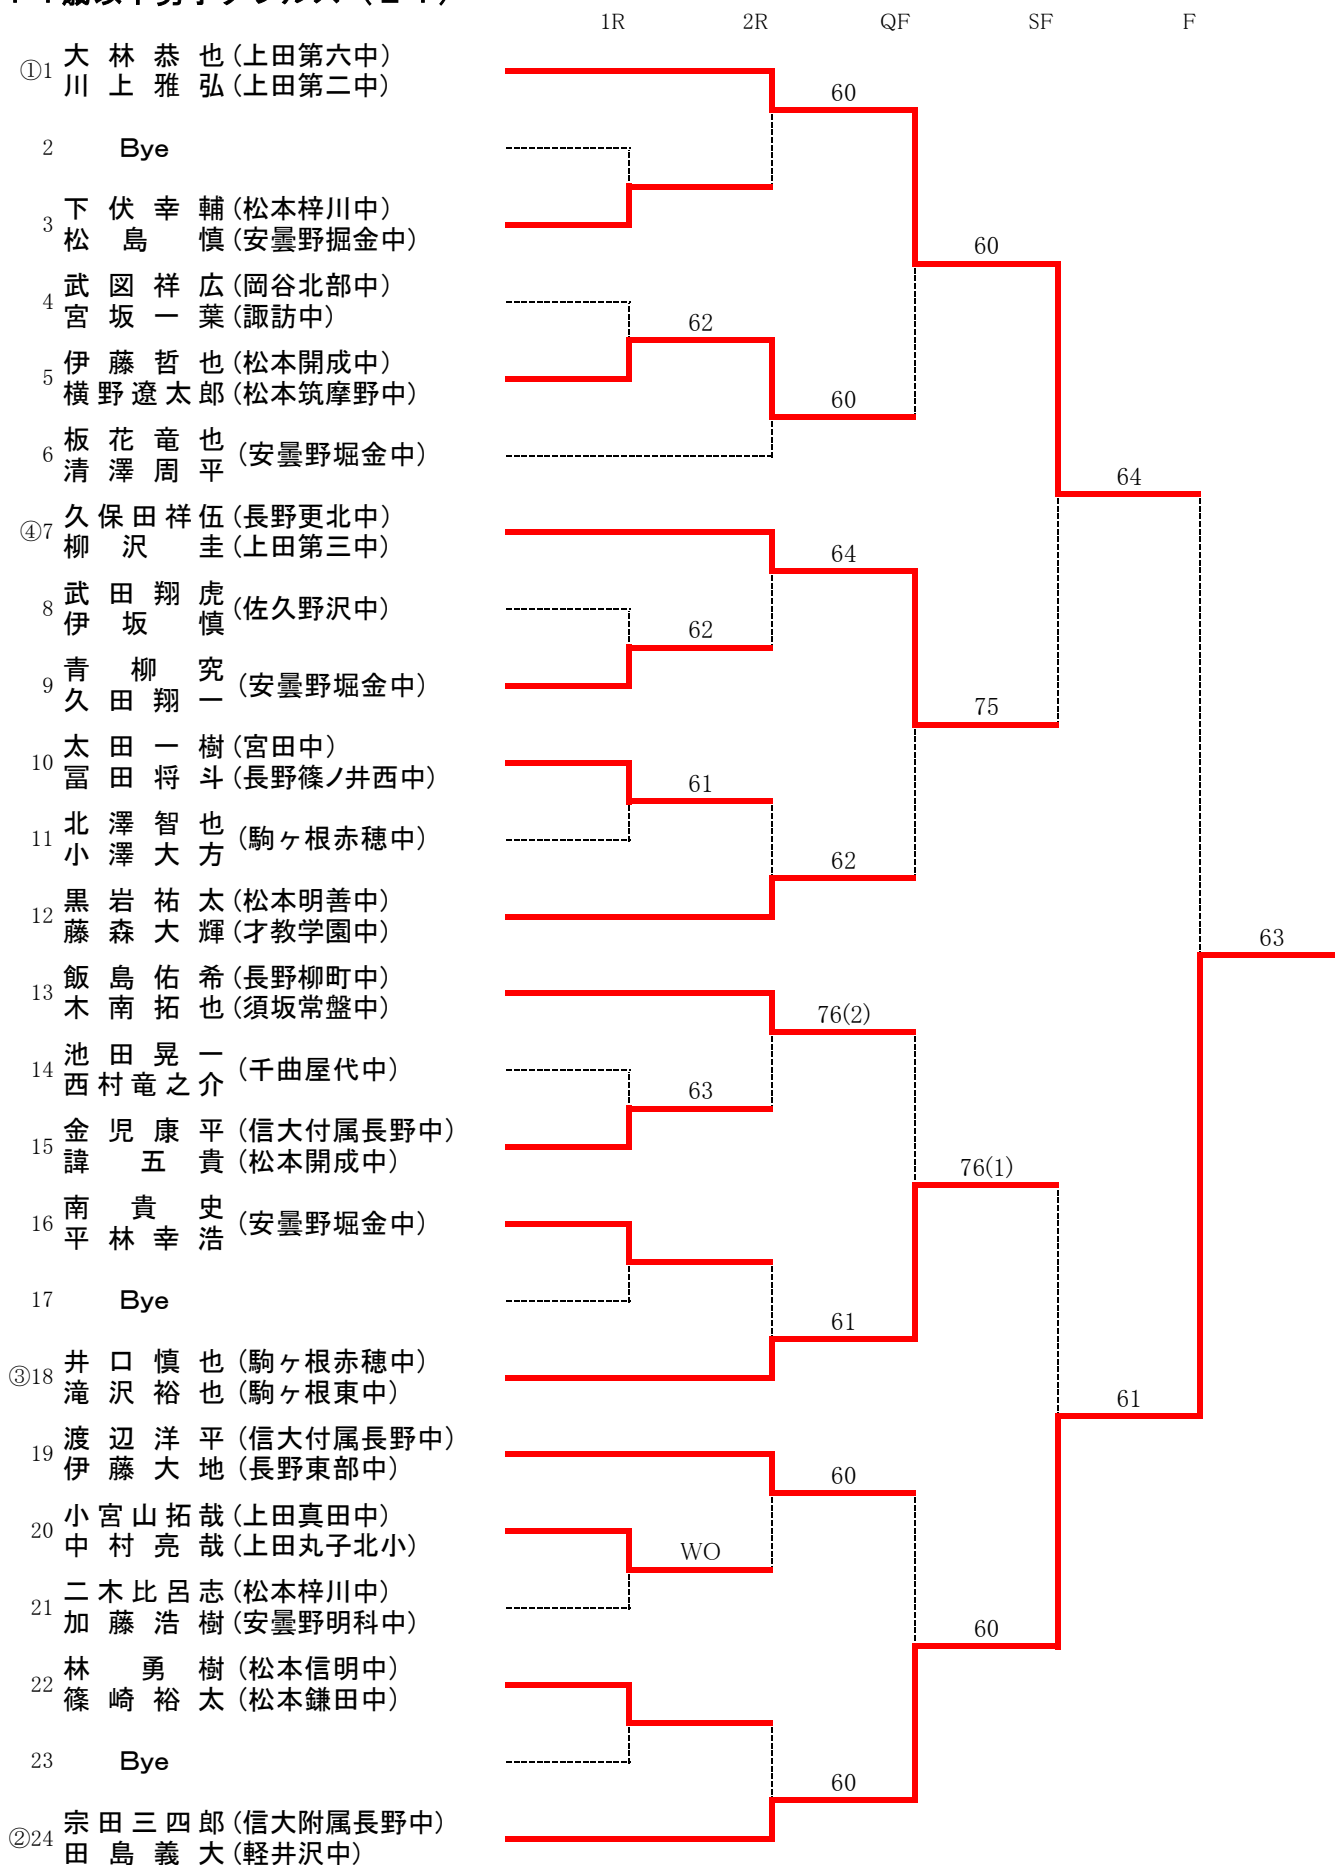 1R 2R QF SF F
①1 大林恭也(上田第六中)
川上雅弘(上田第二中)
60
2 Bye
3 下伏幸輔(松本梓川中)
松島慎(安曇野掘金中)
60
4 武図祥広(岡谷北部中)
宮坂一葉(諏訪中)
62
5 伊藤哲也(松本開成中)
横野遼太郎(松本筑摩野中)
60
6 板花竜也
清澤周平
(安曇野堀金中)
64
④7 久保田祥伍(長野更北中)
柳沢圭(上田第三中)
64
8 武田翔虎
伊坂慎
(佐久野沢中)
62
9 青柳究
久田翔一
(安曇野堀金中)
75
10 太田一樹(宮田中)
冨田将斗(長野篠ノ井西中)
61
11 北澤智也
小澤大方
(駒ヶ根赤穂中)
62
12 黒岩祐太(松本明善中)
藤森大輝(才教学園中)
63
13 飯島佑希(長野柳町中)
木南拓也(須坂常盤中)
76(2)
14 池田晃一
西村竜之介
(千曲屋代中)
63
15 金児康平(信大付属長野中)
諱五貴(松本開成中)
76(1)
16 南貴史
平林幸浩
(安曇野堀金中)
17 Bye
61
③18 井口慎也(駒ヶ根赤穂中)
滝沢裕也(駒ヶ根東中)
61
19 渡辺洋平(信大付属長野中)
伊藤大地(長野東部中)
60
20 小宮山拓哉(上田真田中)
中村亮哉(上田丸子北小)
WO
21 二木比呂志(松本梓川中)
加藤浩樹(安曇野明科中)
60
22 林勇樹(松本信明中)
篠崎裕太(松本鎌田中)
23 Bye
60
②24 宗田三四郎(信大附属長野中)
田島義大(軽井沢中)